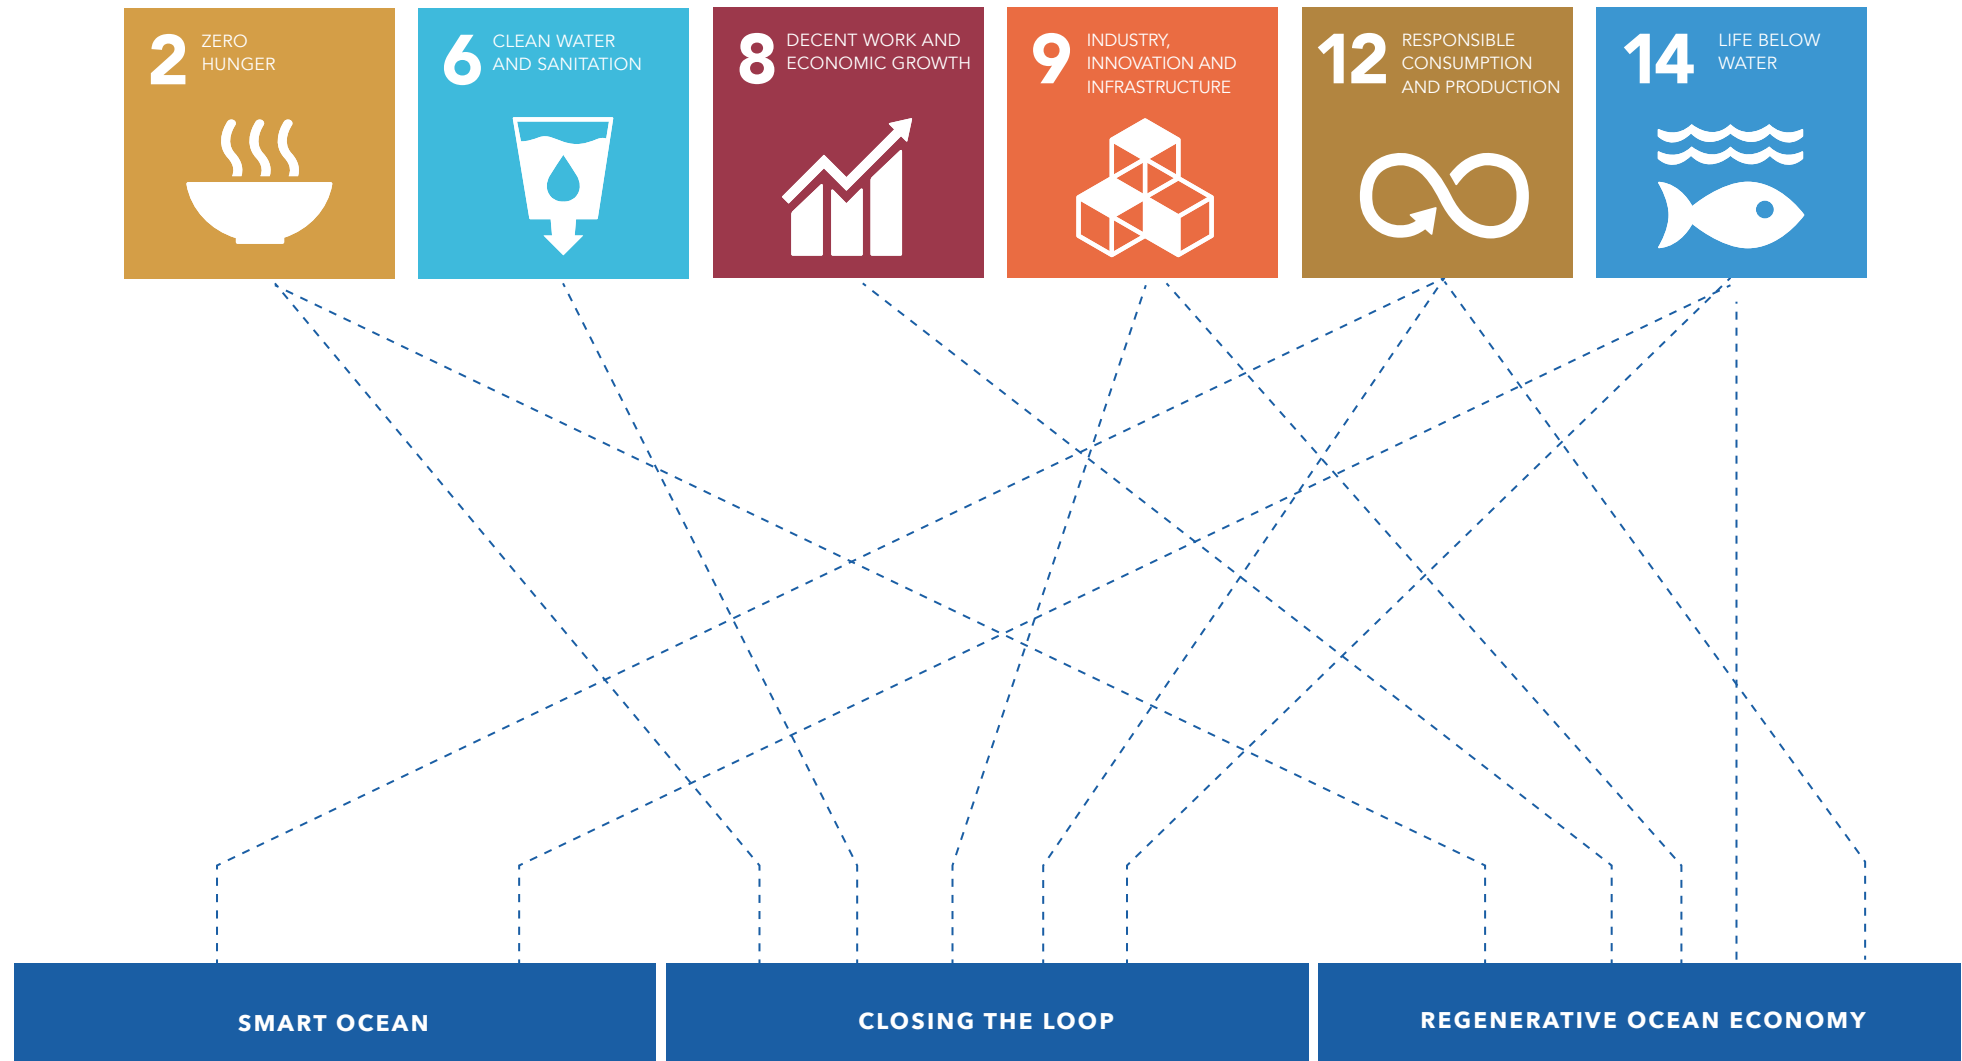 2 ZERO
HUNGER
6 CLEAN WATER
AND SANITATION
8 DECENT WORK AND
ECONOMIC GROWTH
9 INDUSTRY,
INNOVATION AND
INFRASTRUCTURE
12 RESPONSIBLE
CONSUMPTION
AND PRODUCTION
14 LIFE BELOW
WATER
SMART OCEAN
CLOSING THE LOOP
REGENERATIVE OCEAN ECONOMY